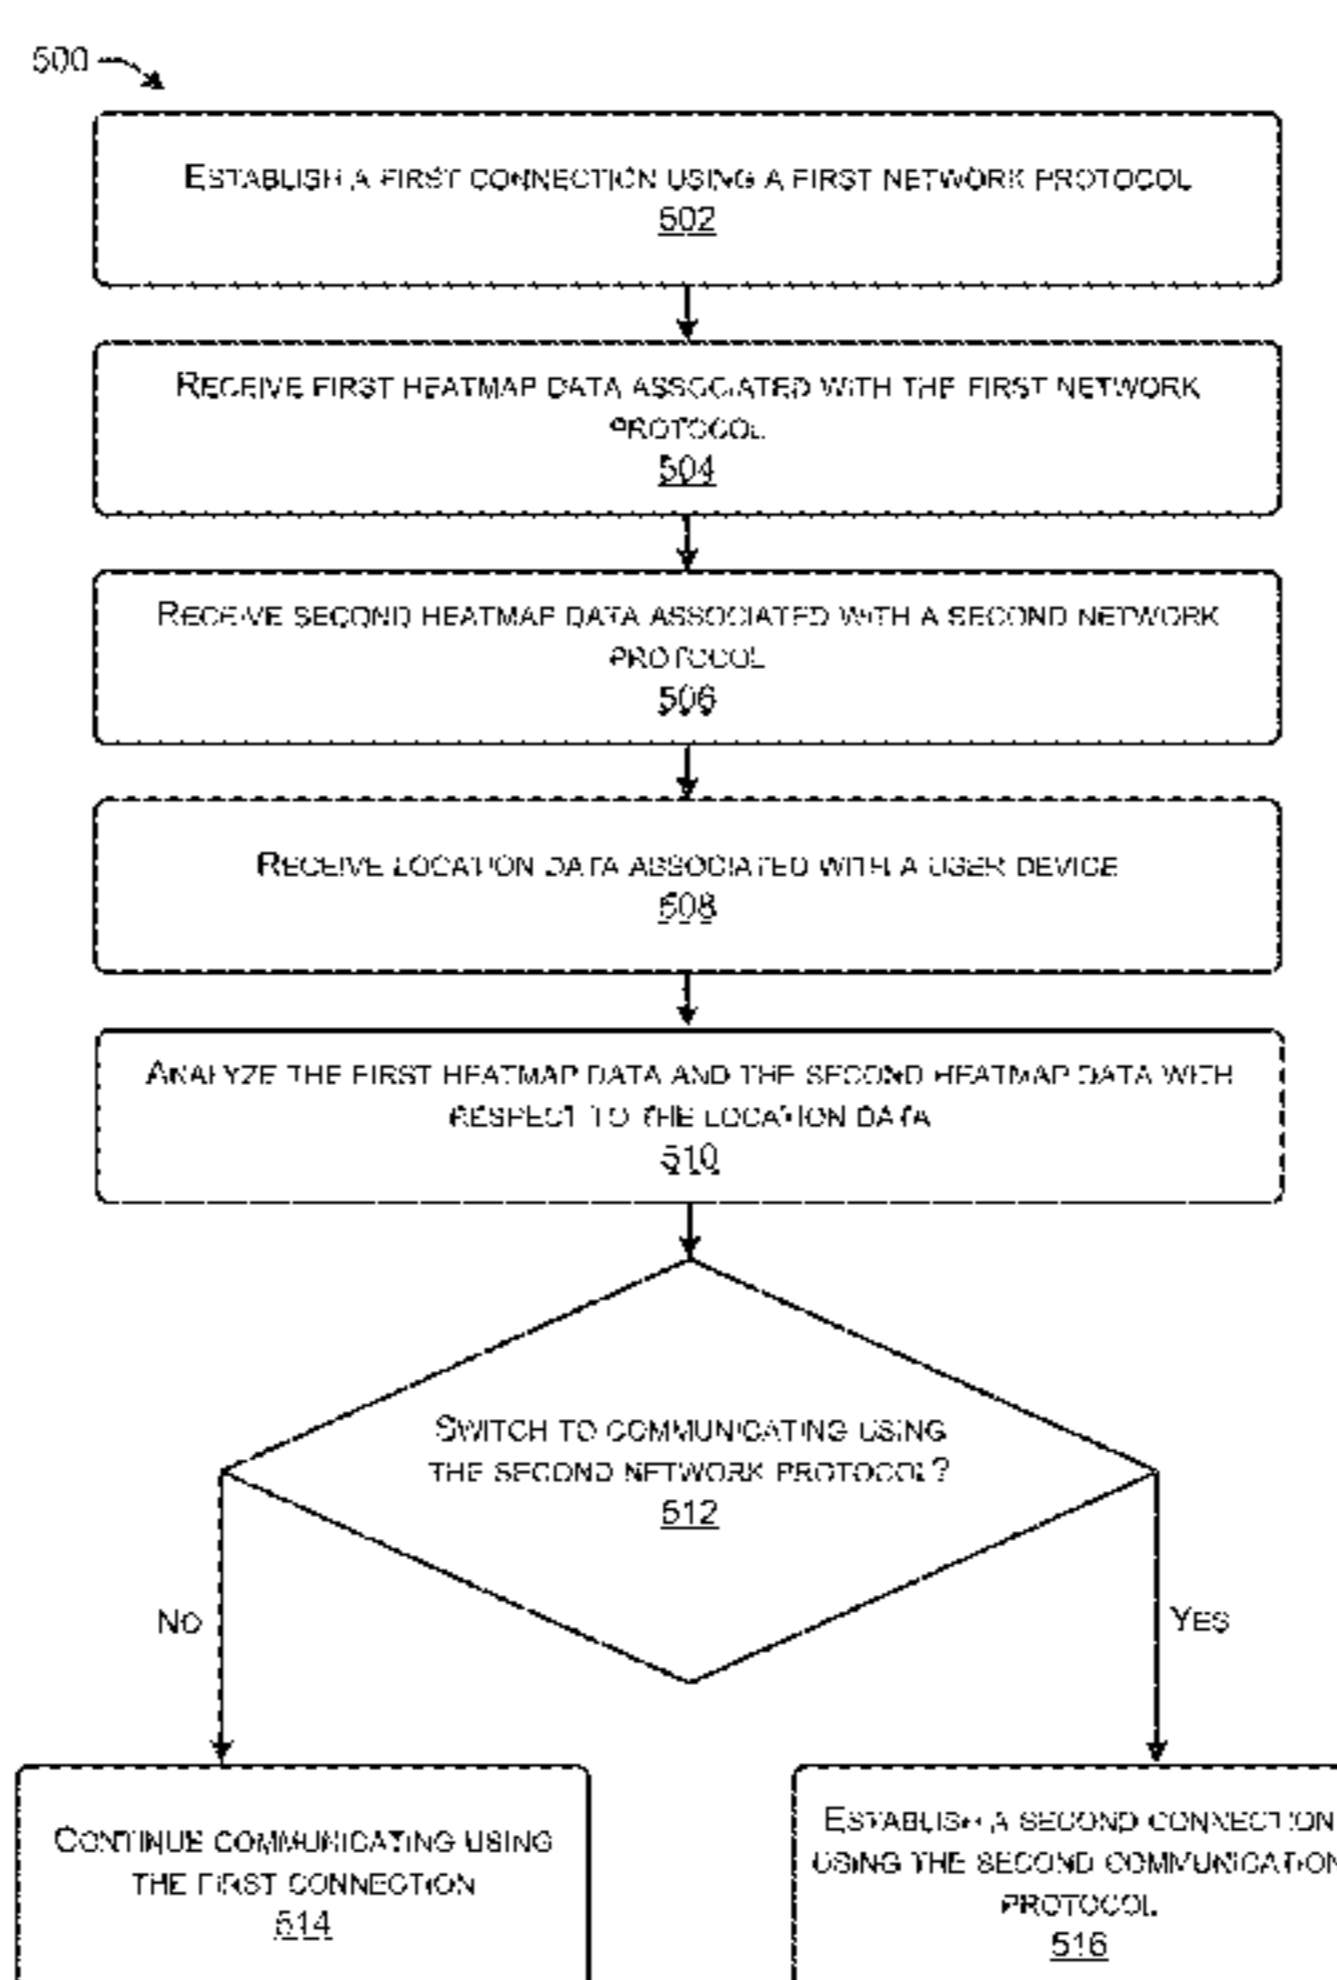 500
ESTABLISH A FIRST CONNECTION USING A FIRST NETWORK PROTOCOL
502
RECEIVE FIRST HEATMAP DATA ASSOCIATED WITH THE FIRST NETWORK
PROTOCOL
504
RECEIVE SECOND HEATMAP DATA ASSOCIATED WITH A SECOND NETWORK
PROTOCOL
506
RECEIVE LOCATION DATA ASSOCIATED WITH A USER DEVICE
508
ANALYZE THE FIRST HEATMAP DATA AND THE SECOND HEATMAP DATA WITH
RESPECT TO THE LOCATION DATA
510
SWITCH TO COMMUNICATING USING
THE SECOND NETWORK PROTOCOL?
512
NO
YES
CONTINUE COMMUNICATING USING
THE FIRST CONNECTION
514
ESTABLISH A SECOND CONNECTION
USING THE SECOND COMMUNICATION
PROTOCOL
516